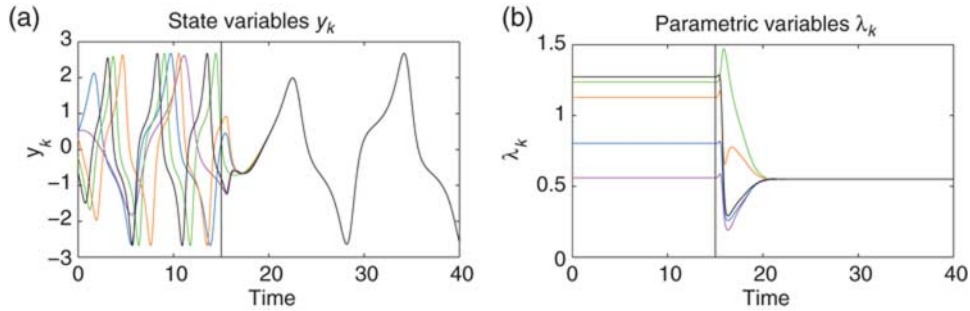 (a)
State variables y_k
y_k
3
2
1
0
−1
−2
−3
0
10
20
30
40
Time
(b)
Parametric variables λ_k
λ_k
1.5
1
0.5
0
0
10
20
30
40
Time